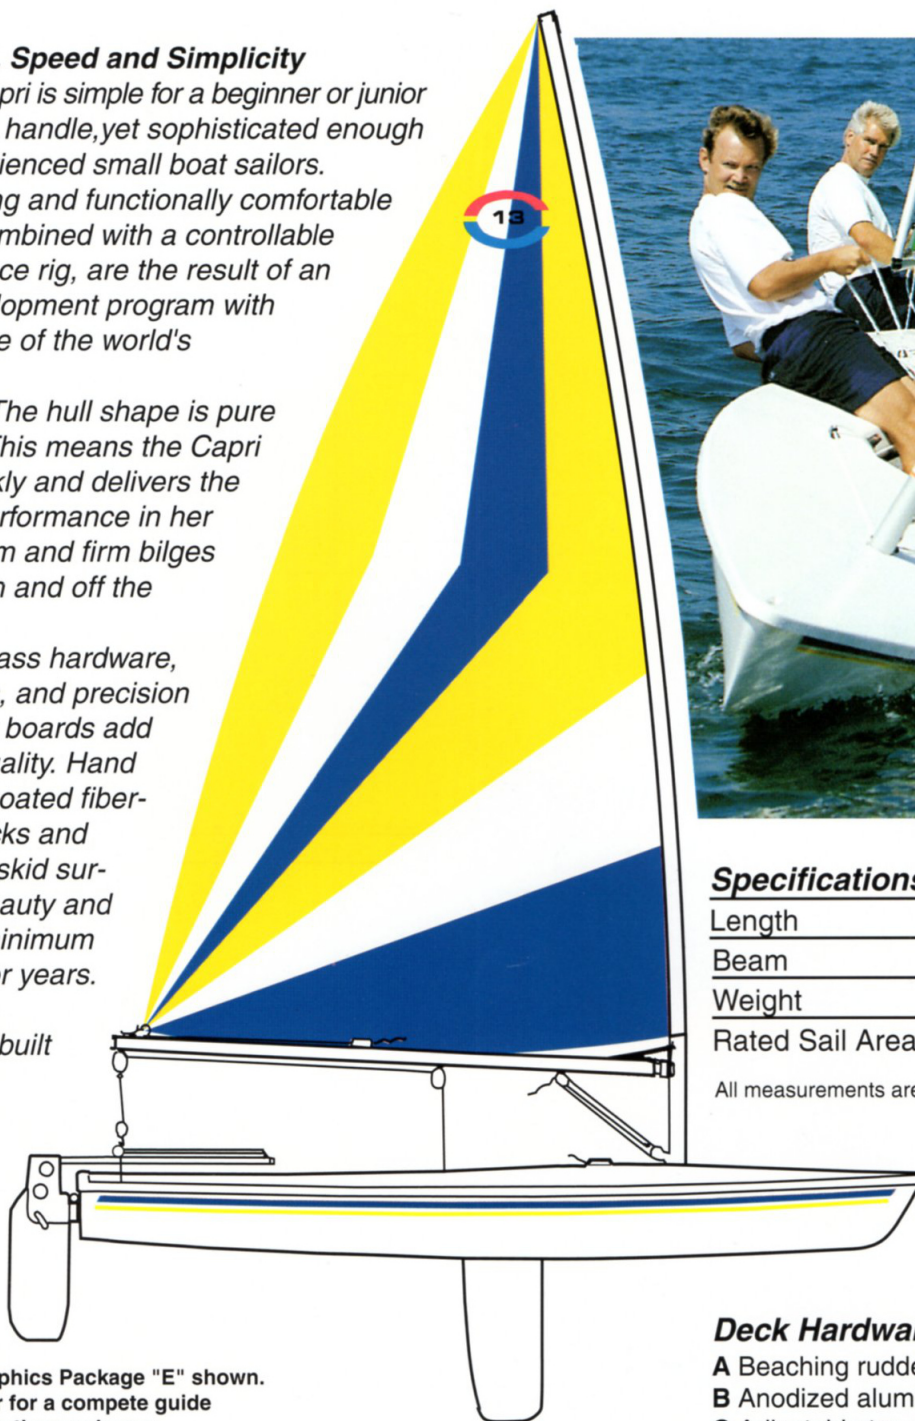 Speed and Simplicity
pri is simple for a beginner or junior
handle,yet sophisticated enough
ienced small boat sailors.
ng and functionally comfortable
mbined with a controllable
ce rig, are the result of an
lopment program with
e of the world's
The hull shape is pure
This means the Capri
kly and delivers the
rformance in her
m and firm bilges
n and off the
ass hardware,
, and precision
boards add
ality. Hand
oated fiber-
ks and
skid sur-
auty and
inimum
r years.
built
13
Specifications
Length
Beam
Weight
Rated Sail Area
All measurements are
phics Package "E" shown.
r for a compete guide
Deck Hardwa
A Beaching rudde
B Anodized alum